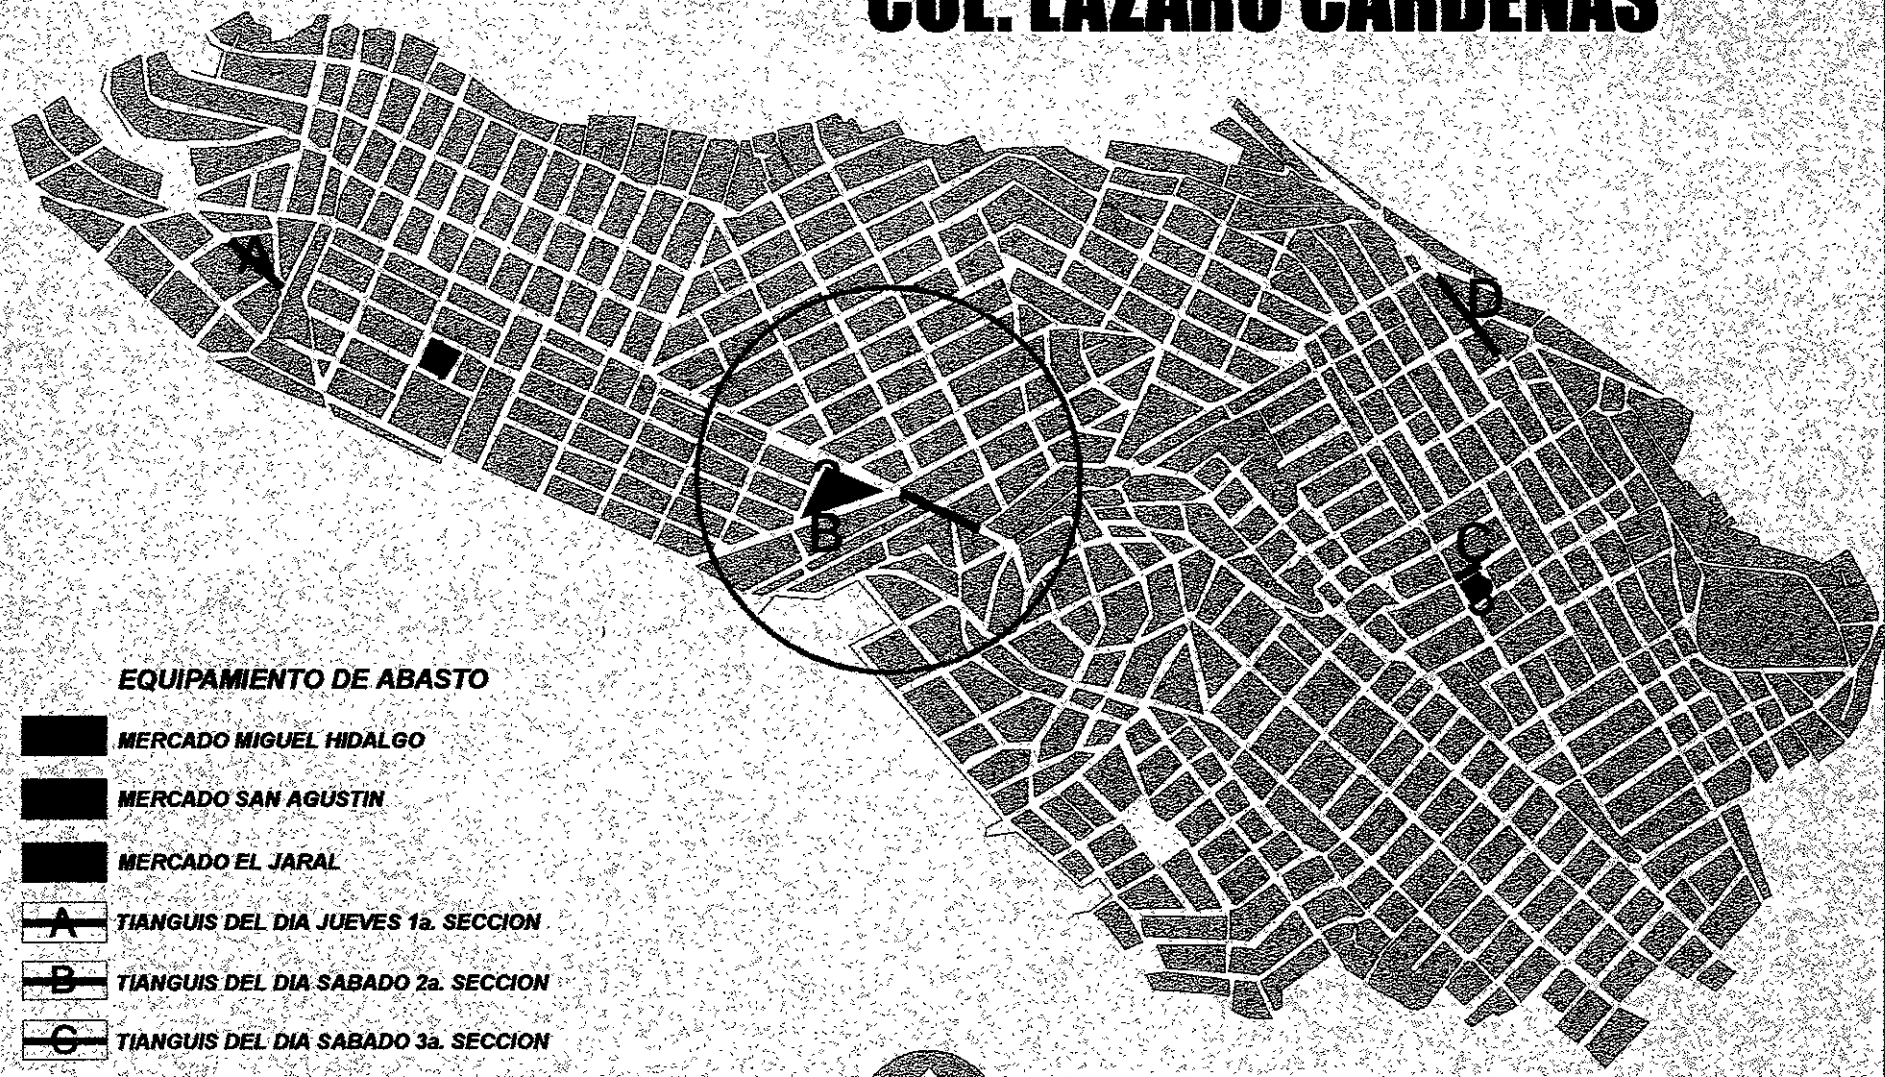 COL. LAZARO CARDENAS
A
D
C
B
EQUIPAMIENTO DE ABASTO
MERCADO MIGUEL HIDALGO
MERCADO SAN AGUSTIN
MERCADO EL JARAL
A TIANGUIS DEL DIA JUEVES 1a. SECCION
B TIANGUIS DEL DIA SABADO 2a. SECCION
C TIANGUIS DEL DIA SABADO 3a. SECCION